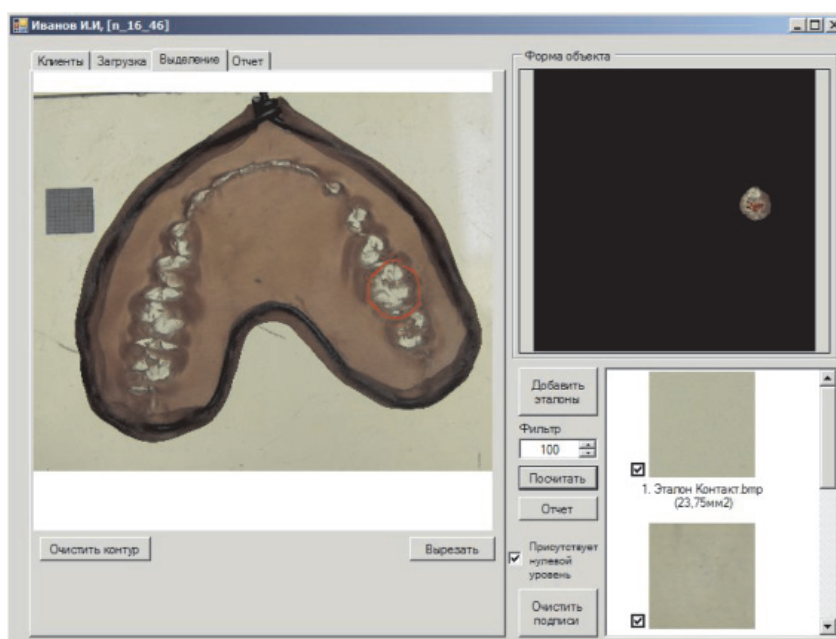 Иванов И.И, [n_16_46]
Клиенты
Загрузка
Выделение
Отчет
Форма объекта
Добавить
эталоны
Фильтр
100
Посчитать
Отчет
Присутствует
нулевой
уровень
Очистить
подписи
1. Эталон Контакт.bmp
(23,75мм2)
Очистить контур
Вырезать